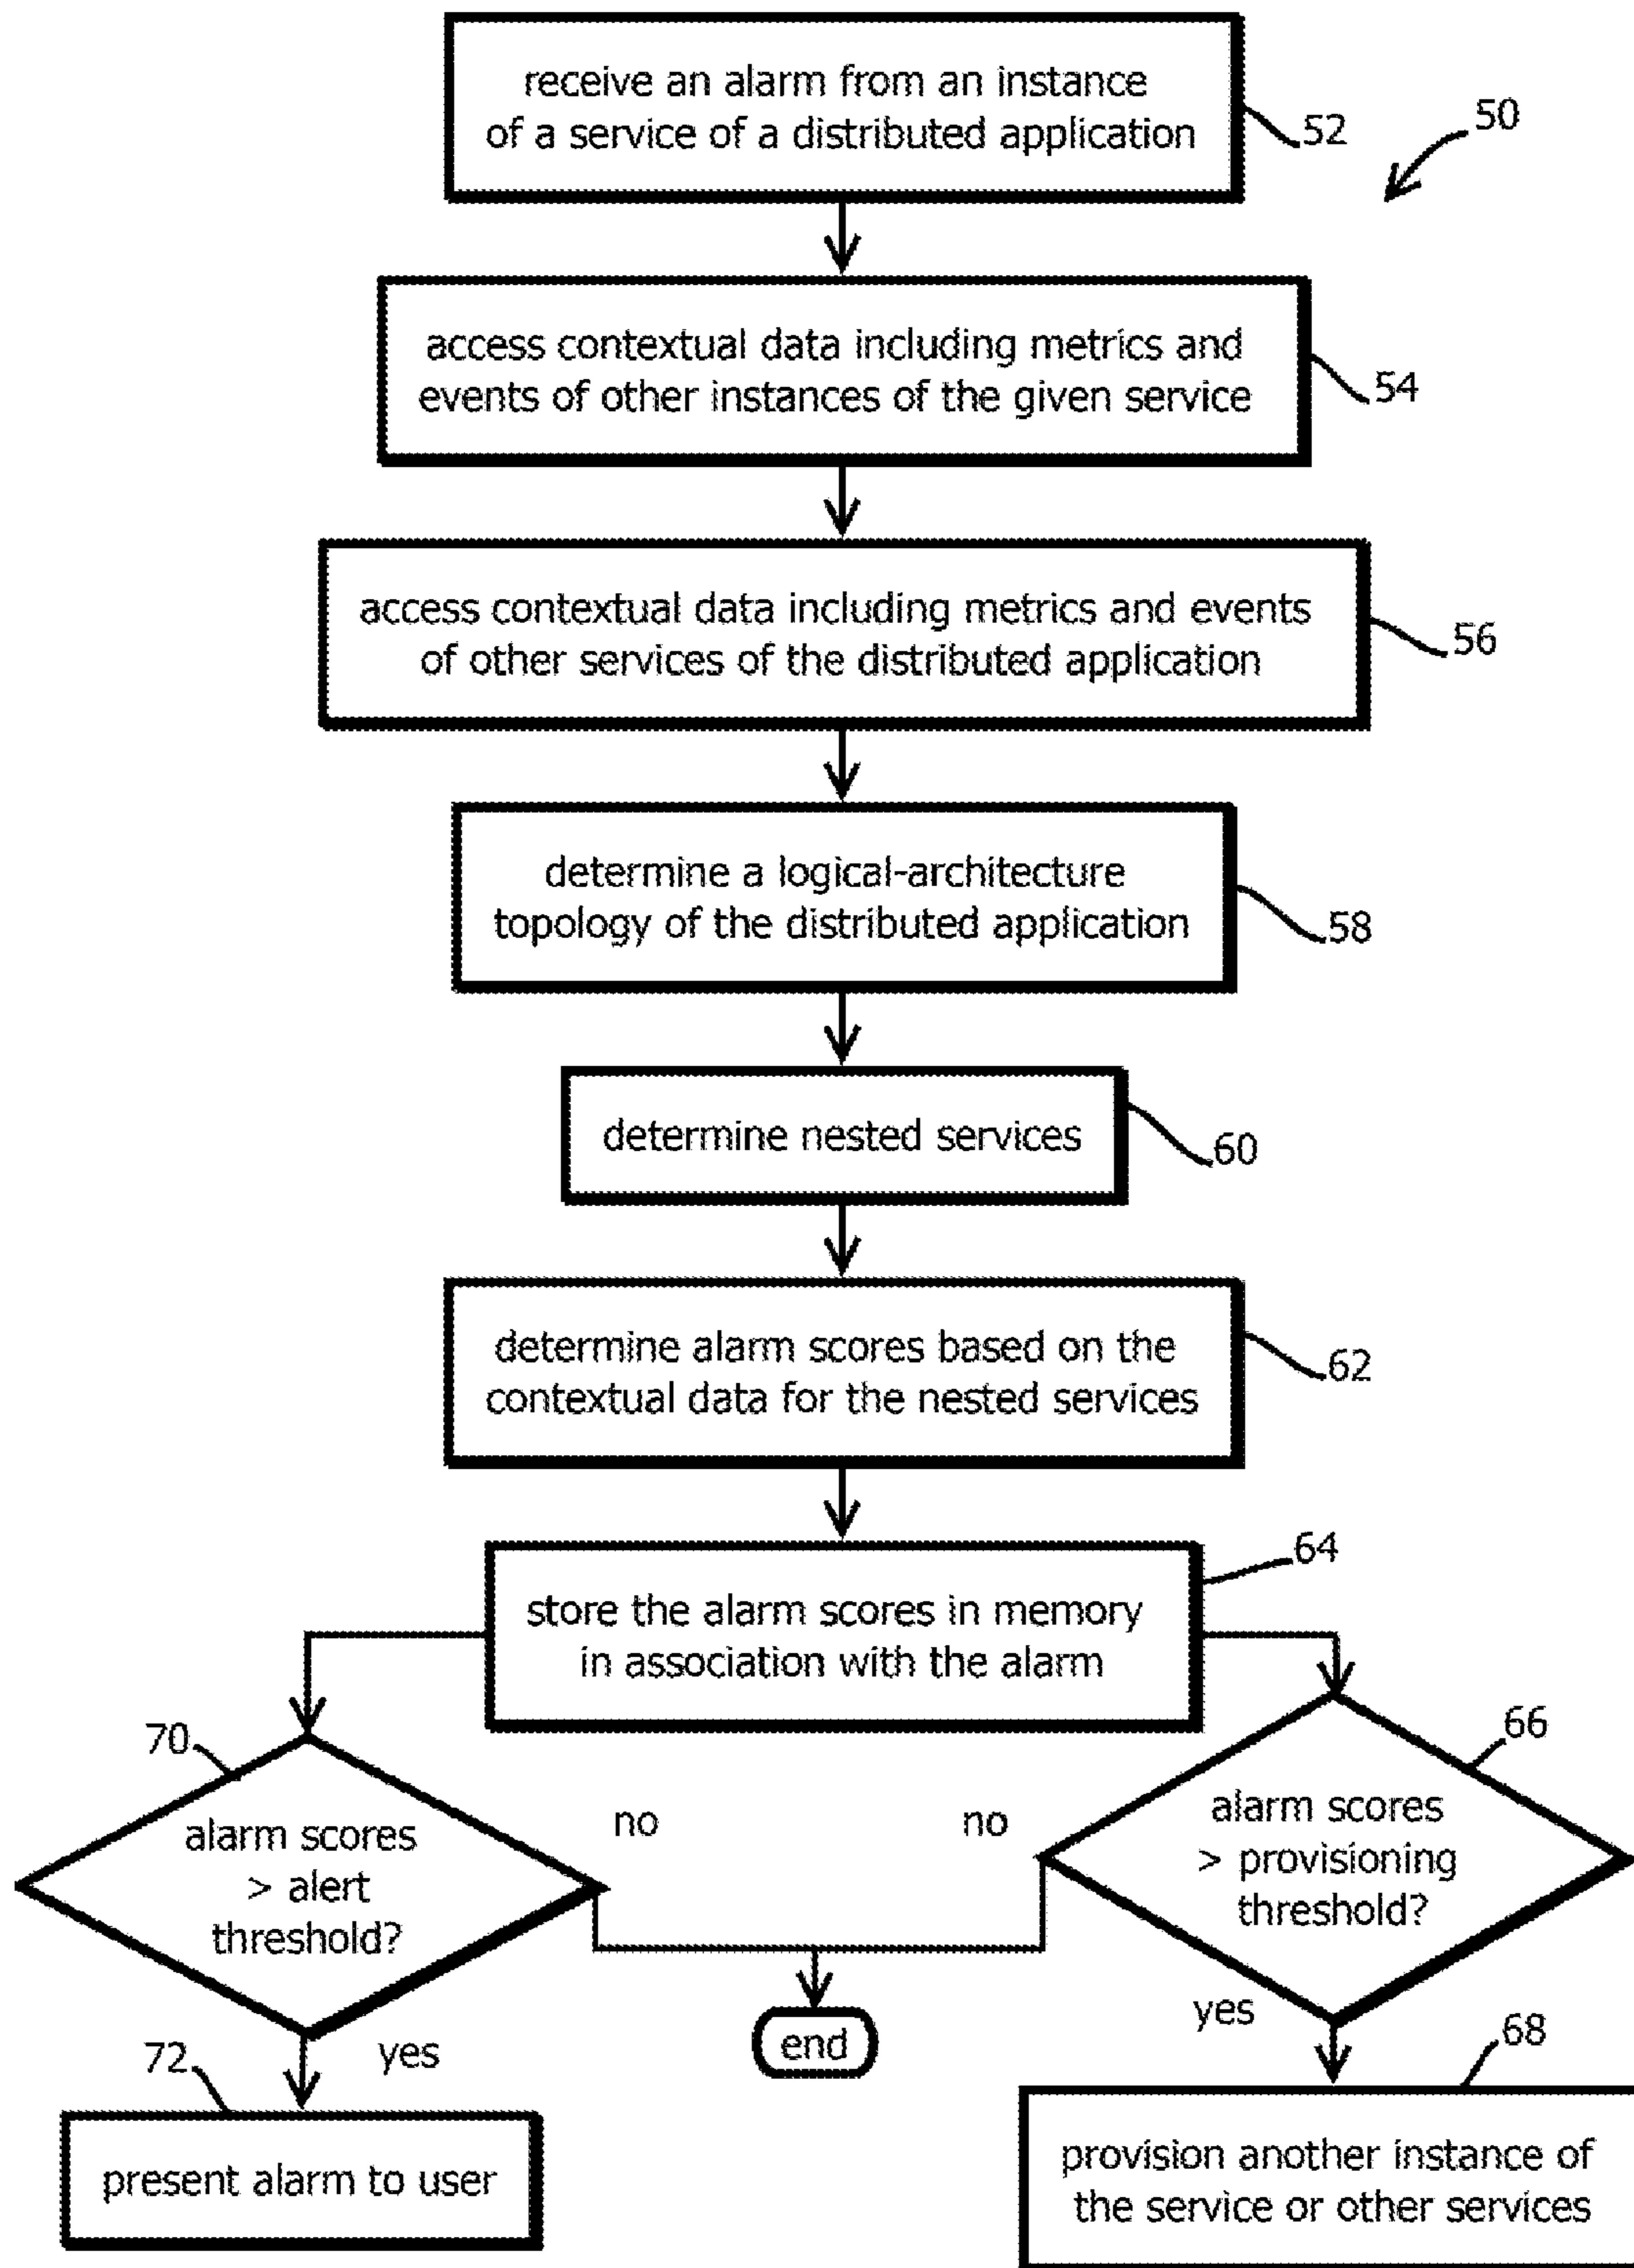 receive an alarm from an instance
of a service of a distributed application
52
50
access contextual data including metrics and
events of other instances of the given service
54
access contextual data including metrics and events
of other services of the distributed application
56
determine a logical-architecture
topology of the distributed application
58
determine nested services
60
determine alarm scores based on the
contextual data for the nested services
62
64
store the alarm scores in memory
in association with the alarm
70
alarm scores
> alert
threshold?
no
no
66
alarm scores
> provisioning
threshold?
yes
yes
end
72
present alarm to user
68
provision another instance of
the service or other services